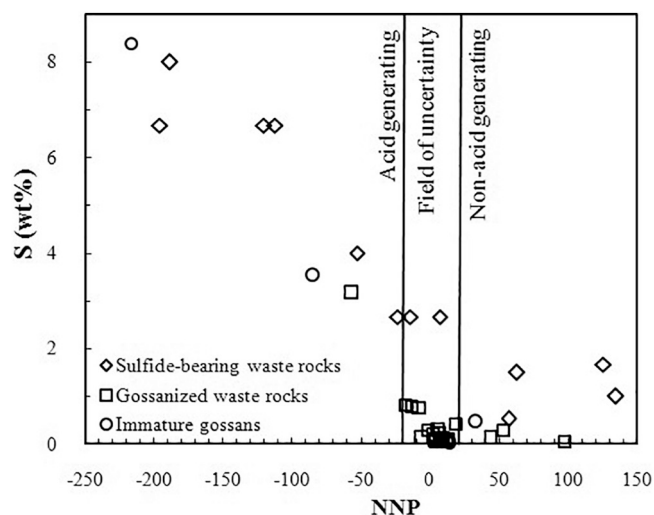 8
6
4
2
0
S (wt%)
Acid generating
Field of uncertainty
Non-acid generating
Sulfide-bearing waste rocks
Gossanized waste rocks
Immature gossans
-250 -200 -150 -100 -50 0 50 100 150
NNP